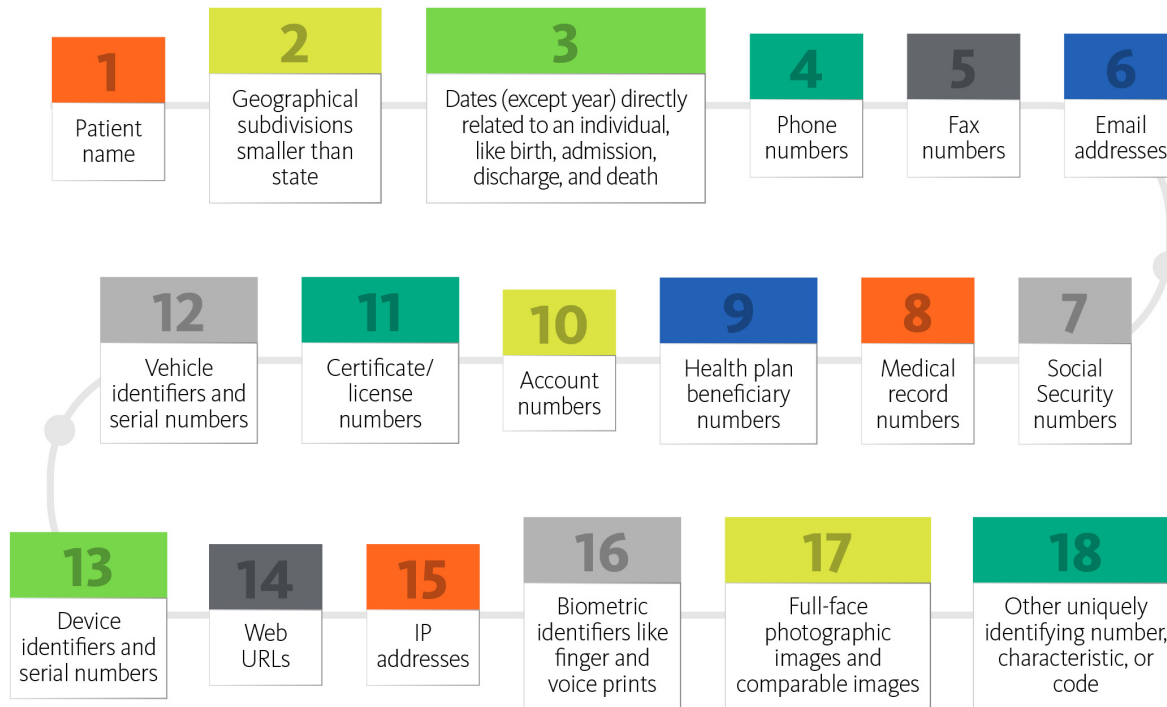 1
Patient
name
2
Geographical
subdivisions
smaller than
state
3
Dates (except year) directly
related to an individual,
like birth, admission,
discharge, and death
4
Phone
numbers
5
Fax
numbers
6
Email
addresses
7
Social
Security
numbers
8
Medical
record
numbers
9
Health plan
beneficiary
numbers
10
Account
numbers
11
Certificate/
license
numbers
12
Vehicle
identifiers and
serial numbers
13
Device
identifiers and
serial numbers
14
Web
URLs
15
IP
addresses
16
Biometric
identifiers like
finger and
voice prints
17
Full-face
photographic
images and
comparable images
18
Other uniquely
identifying number,
characteristic, or
code